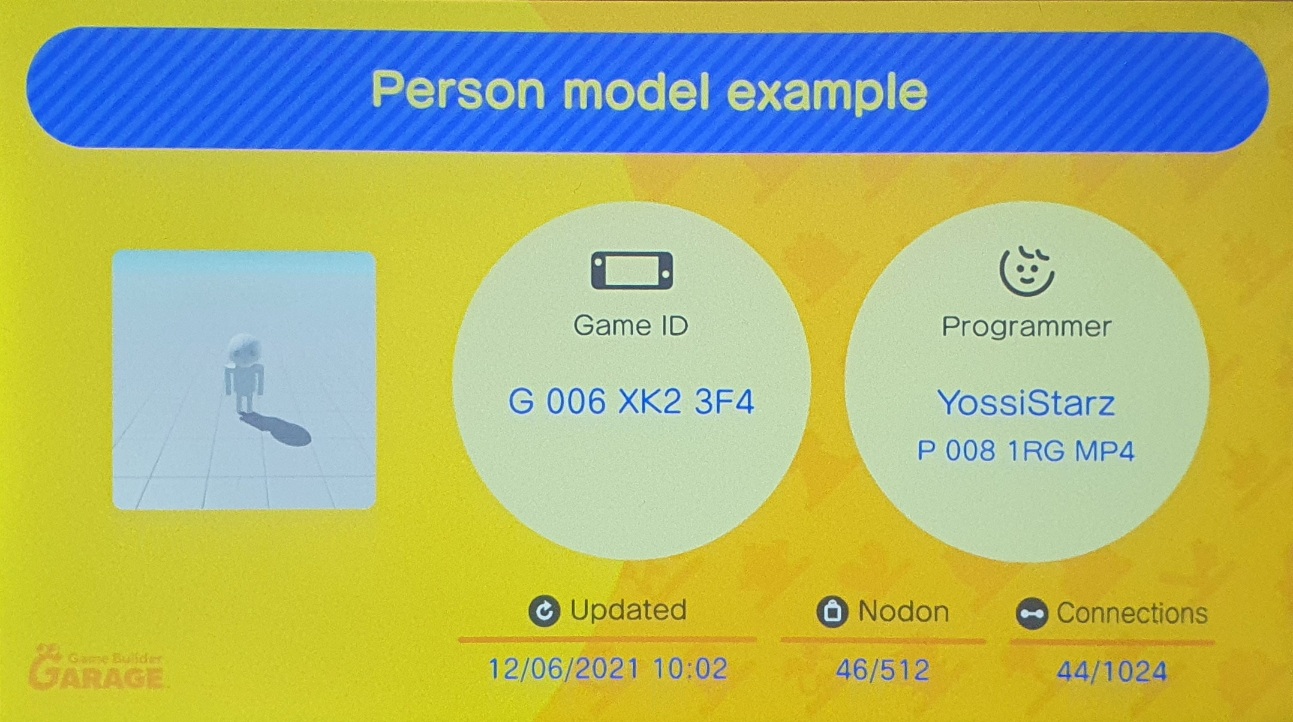 Person model example
Game ID
G 006 XK2 3F4
Programmer
YossiStarz
P 008 1RG MP4
Updated
12/06/2021 10:02
Nodon
46/512
Connections
44/1024
Game Builder
GARAGE